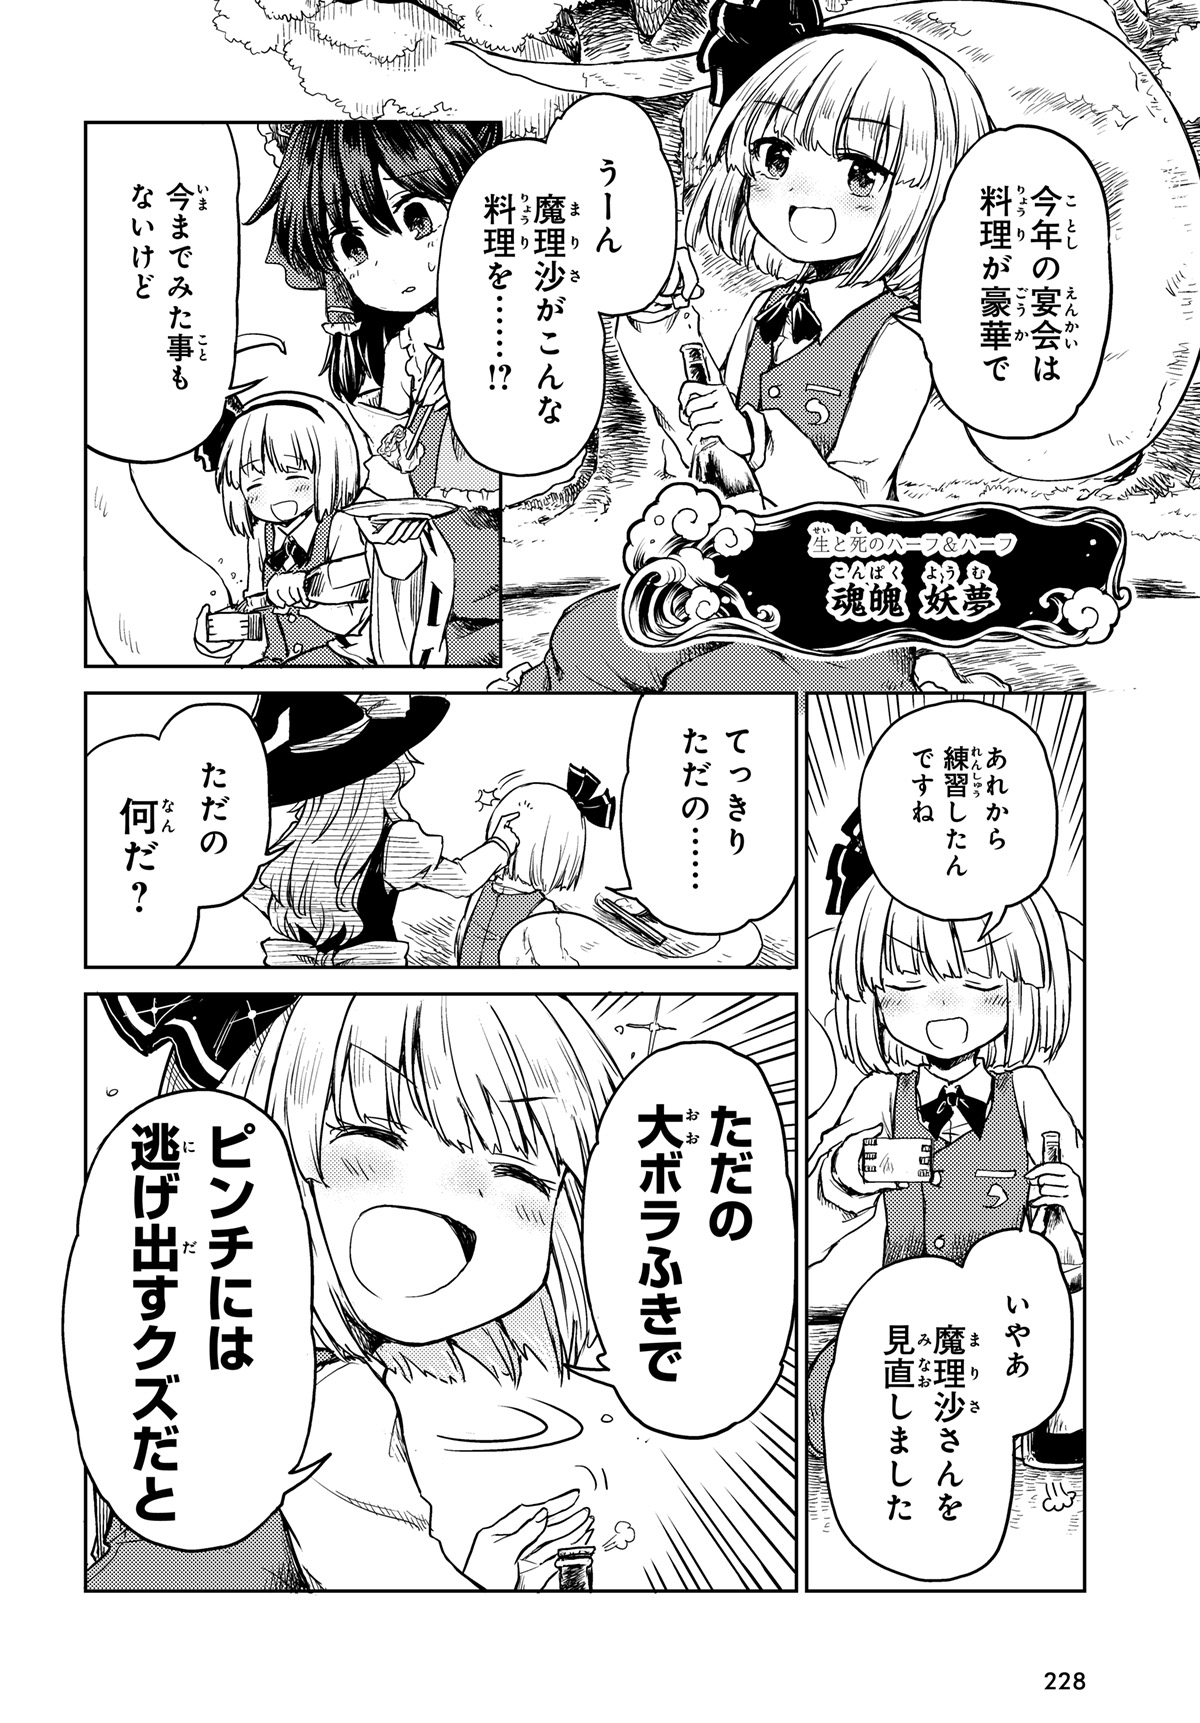 今年の宴会は
料理が豪華で
生と死のハーフ&ハーフ
魂魄 妖夢
うーん
魔理沙がこんな
料理を……!?
今までみた事も
ないけど
あれから
練習したん
ですね
いやあ
魔理沙さんを
見直しました
てっきり
ただの……
ただの
何だ?
ただの
大ボラふきで
ピンチには
逃げ出すクズだと
228